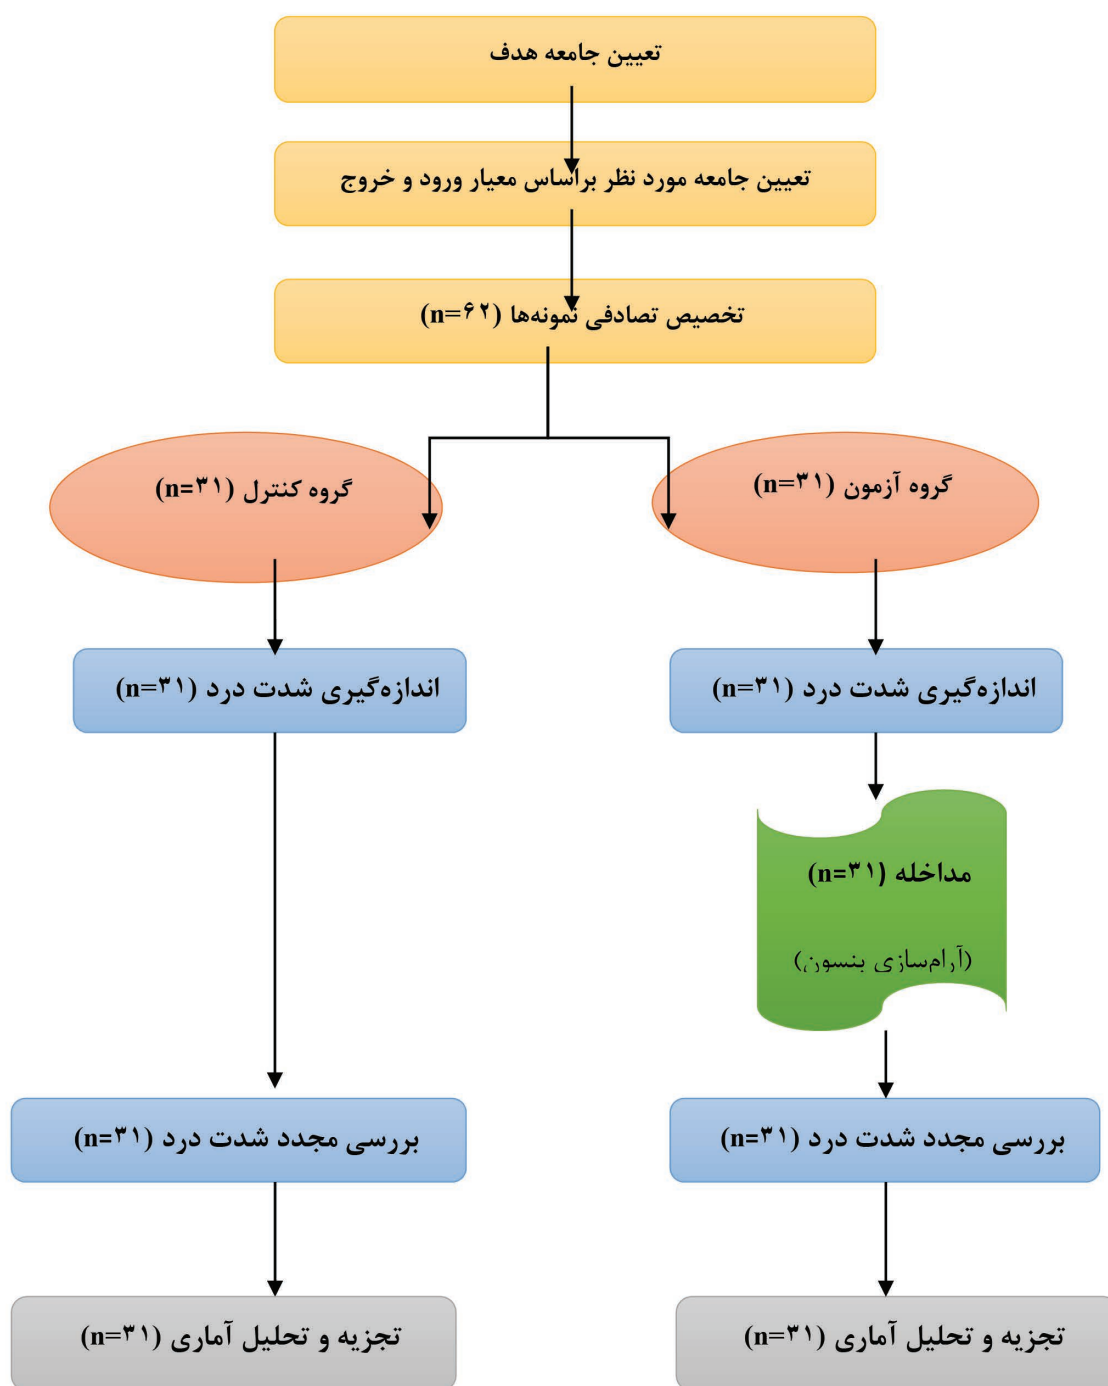 تعیین جامعه هدف
تعیین جامعه مورد نظر براساس معیار ورود و خروج
تخصیص تصادفی نمونه‌ها (n=۶۲)
گروه آزمون (n=۳۱)
گروه کنترل (n=۳۱)
اندازه‌گیری شدت درد (n=۳۱)
اندازه‌گیری شدت درد (n=۳۱)
مداخله (n=۳۱)
(آرام‌سازی بنسون)
بررسی مجدد شدت درد (n=۳۱)
بررسی مجدد شدت درد (n=۳۱)
تجزیه و تحلیل آماری (n=۳۱)
تجزیه و تحلیل آماری (n=۳۱)